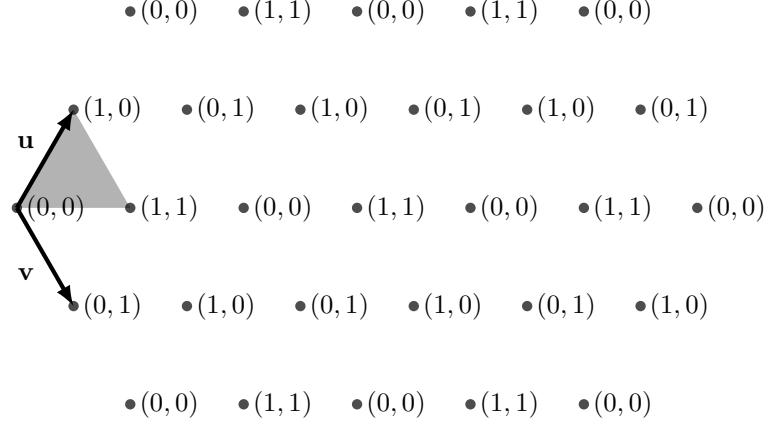 (0, 0) (1, 1) (0, 0) (1, 1) (0, 0)
(1, 0) (0, 1) (1, 0) (0, 1) (1, 0) (0, 1)
u
(0, 0) (1, 1) (0, 0) (1, 1) (0, 0) (1, 1) (0, 0)
v
(0, 1) (1, 0) (0, 1) (1, 0) (0, 1) (1, 0)
(0, 0) (1, 1) (0, 0) (1, 1) (0, 0)